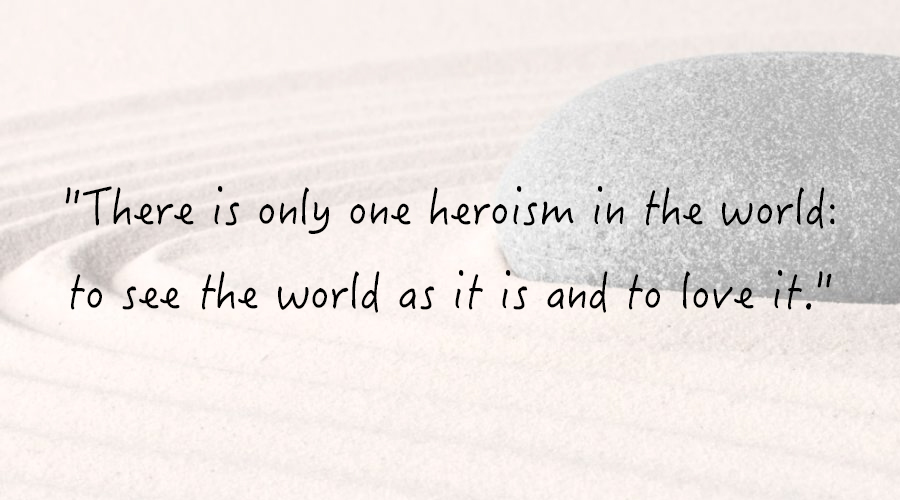 "There is only one heroism in the world:
to see the world as it is and to love it."